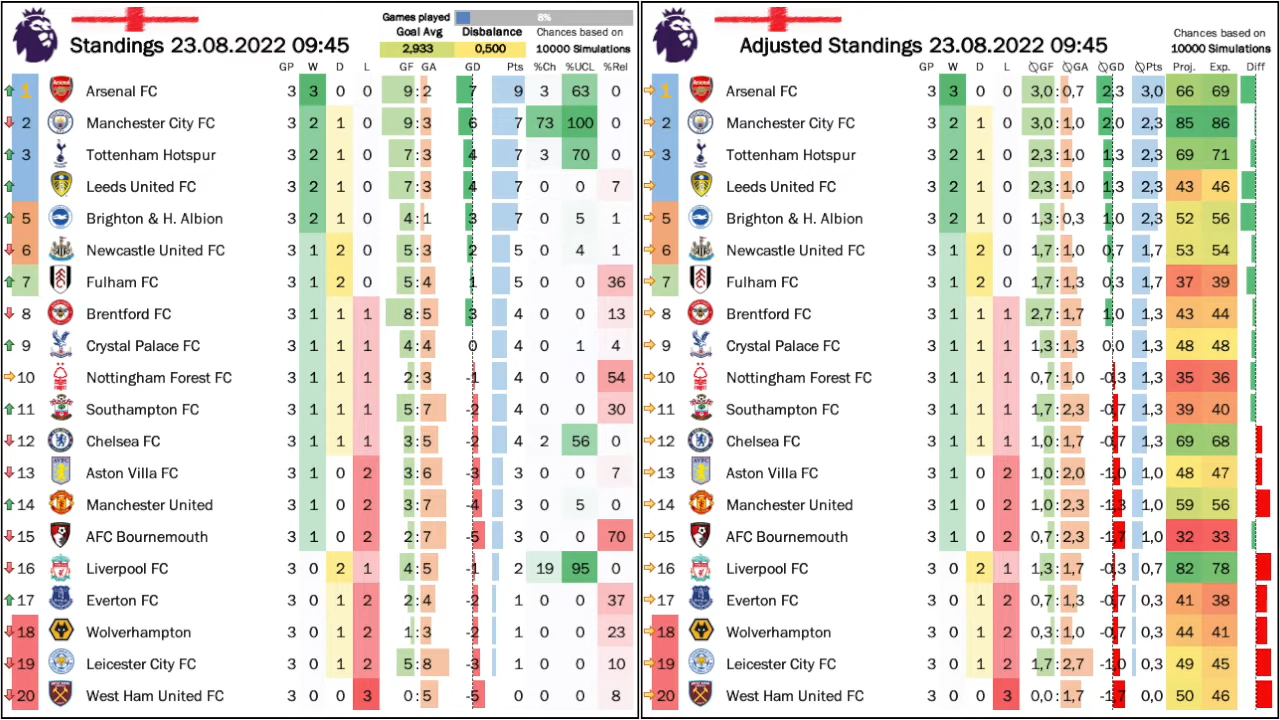 Games played 8%
Goal Avg Disbalance Chances based on
Standings 23.08.2022 09:45 2,933 0,500 10000 Simulations
GP W D L GF GA GD Pts %Ch %UCL %Rel
1 Arsenal FC 3 3 0 0 9 : 2 7 9 3 63 0
2 Manchester City FC 3 2 1 0 9 : 3 6 7 73 100 0
3 Tottenham Hotspur 3 2 1 0 7 : 3 4 7 3 70 0
Leeds United FC 3 2 1 0 7 : 3 4 7 0 0 7
5 Brighton & H. Albion 3 2 1 0 4 : 1 3 7 0 5 1
6 Newcastle United FC 3 1 2 0 5 : 3 2 5 0 4 1
7 Fulham FC 3 1 2 0 5 : 4 1 5 0 0 36
8 Brentford FC 3 1 1 1 8 : 5 3 4 0 0 13
9 Crystal Palace FC 3 1 1 1 4 : 4 0 4 0 1 4
10 Nottingham Forest FC 3 1 1 1 2 : 3 -1 4 0 0 54
11 Southampton FC 3 1 1 1 5 : 7 -2 4 0 0 30
12 Chelsea FC 3 1 1 1 3 : 5 -2 4 2 56 0
13 Aston Villa FC 3 1 0 2 3 : 6 -3 3 0 0 7
14 Manchester United 3 1 0 2 3 : 7 -4 3 0 5 0
15 AFC Bournemouth 3 1 0 2 2 : 7 -5 3 0 0 70
16 Liverpool FC 3 0 2 1 4 : 5 -1 2 19 95 0
17 Everton FC 3 0 1 2 2 : 4 -2 1 0 0 37
18 Wolverhampton 3 0 1 2 1 : 3 -2 1 0 0 23
19 Leicester City FC 3 0 1 2 5 : 8 -3 1 0 0 10
20 West Ham United FC 3 0 0 3 0 : 5 -5 0 0 0 8
Chances based on
Adjusted Standings 23.08.2022 09:45 10000 Simulations
GP W D L ∅GF ∅GA ∅GD ∅Pts Proj. Exp. Diff
1 Arsenal FC 3 3 0 0 3,0 : 0,7 2,3 3,0 66 69
2 Manchester City FC 3 2 1 0 3,0 : 1,0 2,0 2,3 85 86
3 Tottenham Hotspur 3 2 1 0 2,3 : 1,0 1,3 2,3 69 71
Leeds United FC 3 2 1 0 2,3 : 1,0 1,3 2,3 43 46
5 Brighton & H. Albion 3 2 1 0 1,3 : 0,3 1,0 2,3 52 56
6 Newcastle United FC 3 1 2 0 1,7 : 1,0 0,7 1,7 53 54
7 Fulham FC 3 1 2 0 1,7 : 1,3 0,3 1,7 37 39
8 Brentford FC 3 1 1 1 2,7 : 1,7 1,0 1,3 43 44
9 Crystal Palace FC 3 1 1 1 1,3 : 1,3 0,0 1,3 48 48
10 Nottingham Forest FC 3 1 1 1 0,7 : 1,0 -0,3 1,3 35 36
11 Southampton FC 3 1 1 1 1,7 : 2,3 -0,7 1,3 39 40
12 Chelsea FC 3 1 1 1 1,0 : 1,7 -0,7 1,3 69 68
13 Aston Villa FC 3 1 0 2 1,0 : 2,0 -1,0 1,0 48 47
14 Manchester United 3 1 0 2 1,0 : 2,3 -1,3 1,0 59 56
15 AFC Bournemouth 3 1 0 2 0,7 : 2,3 -1,7 1,0 32 33
16 Liverpool FC 3 0 2 1 1,3 : 1,7 -0,3 0,7 82 78
17 Everton FC 3 0 1 2 0,7 : 1,3 -0,7 0,3 41 38
18 Wolverhampton 3 0 1 2 0,3 : 1,0 -0,7 0,3 44 41
19 Leicester City FC 3 0 1 2 1,7 : 2,7 -1,0 0,3 49 45
20 West Ham United FC 3 0 0 3 0,0 : 1,7 -1,7 0,0 50 46